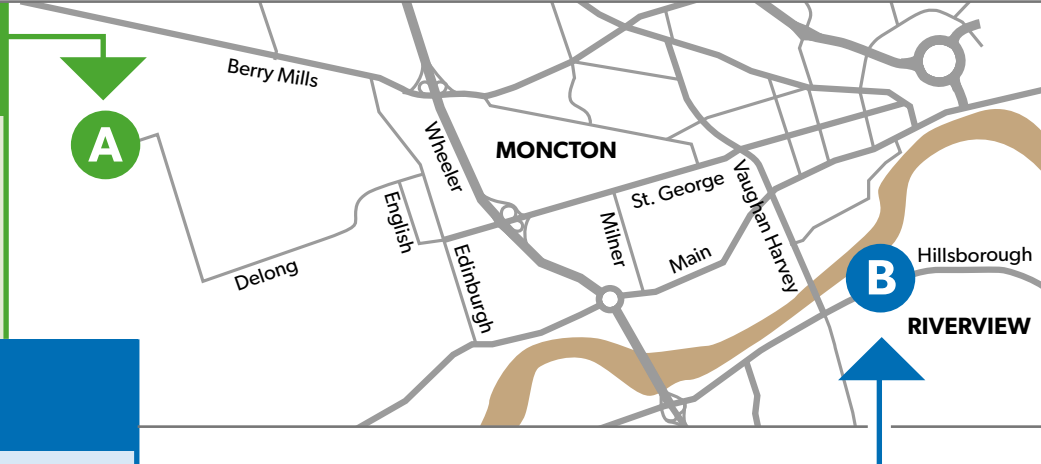 Berry Mills
A
Wheeler
MONCTON
St. George
Vaughan Harvey
English
Milner
Main
Delong
Edinburgh
B
Hillsborough
RIVERVIEW